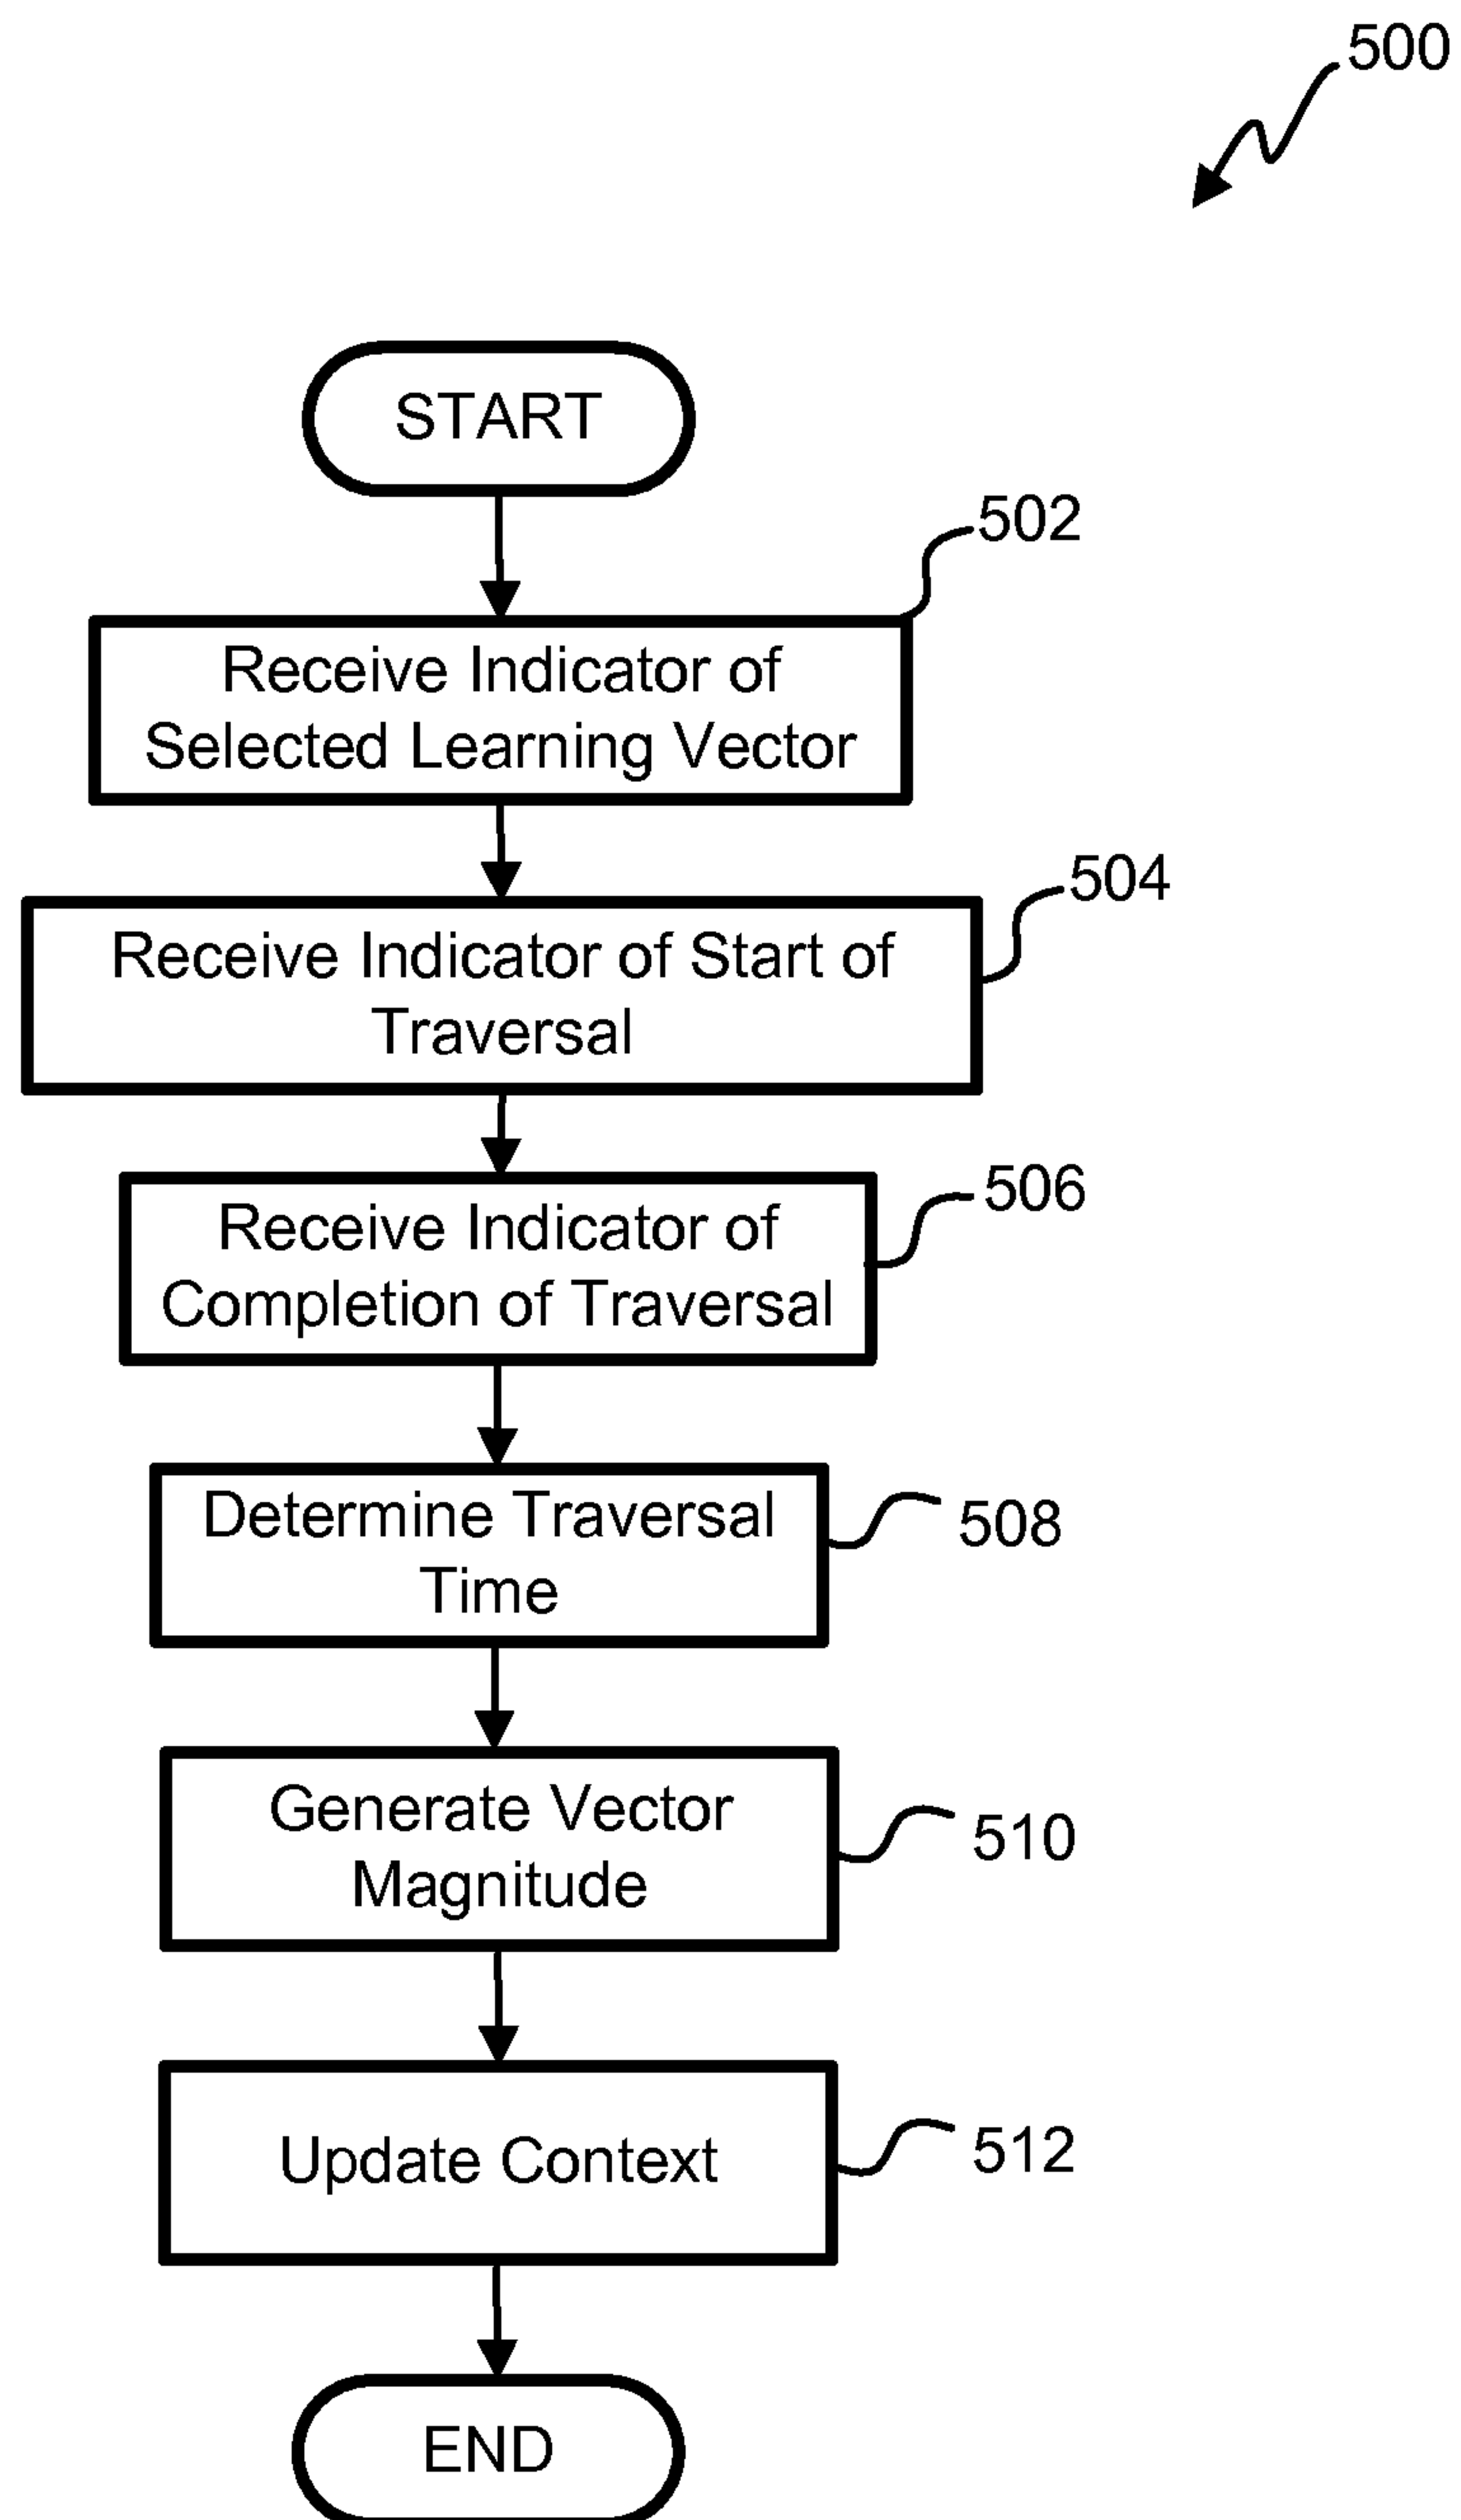 500
START
502
Receive Indicator of
Selected Learning Vector
504
Receive Indicator of Start of
Traversal
506
Receive Indicator of
Completion of Traversal
Determine Traversal
Time
508
Generate Vector
Magnitude
510
Update Context
512
END